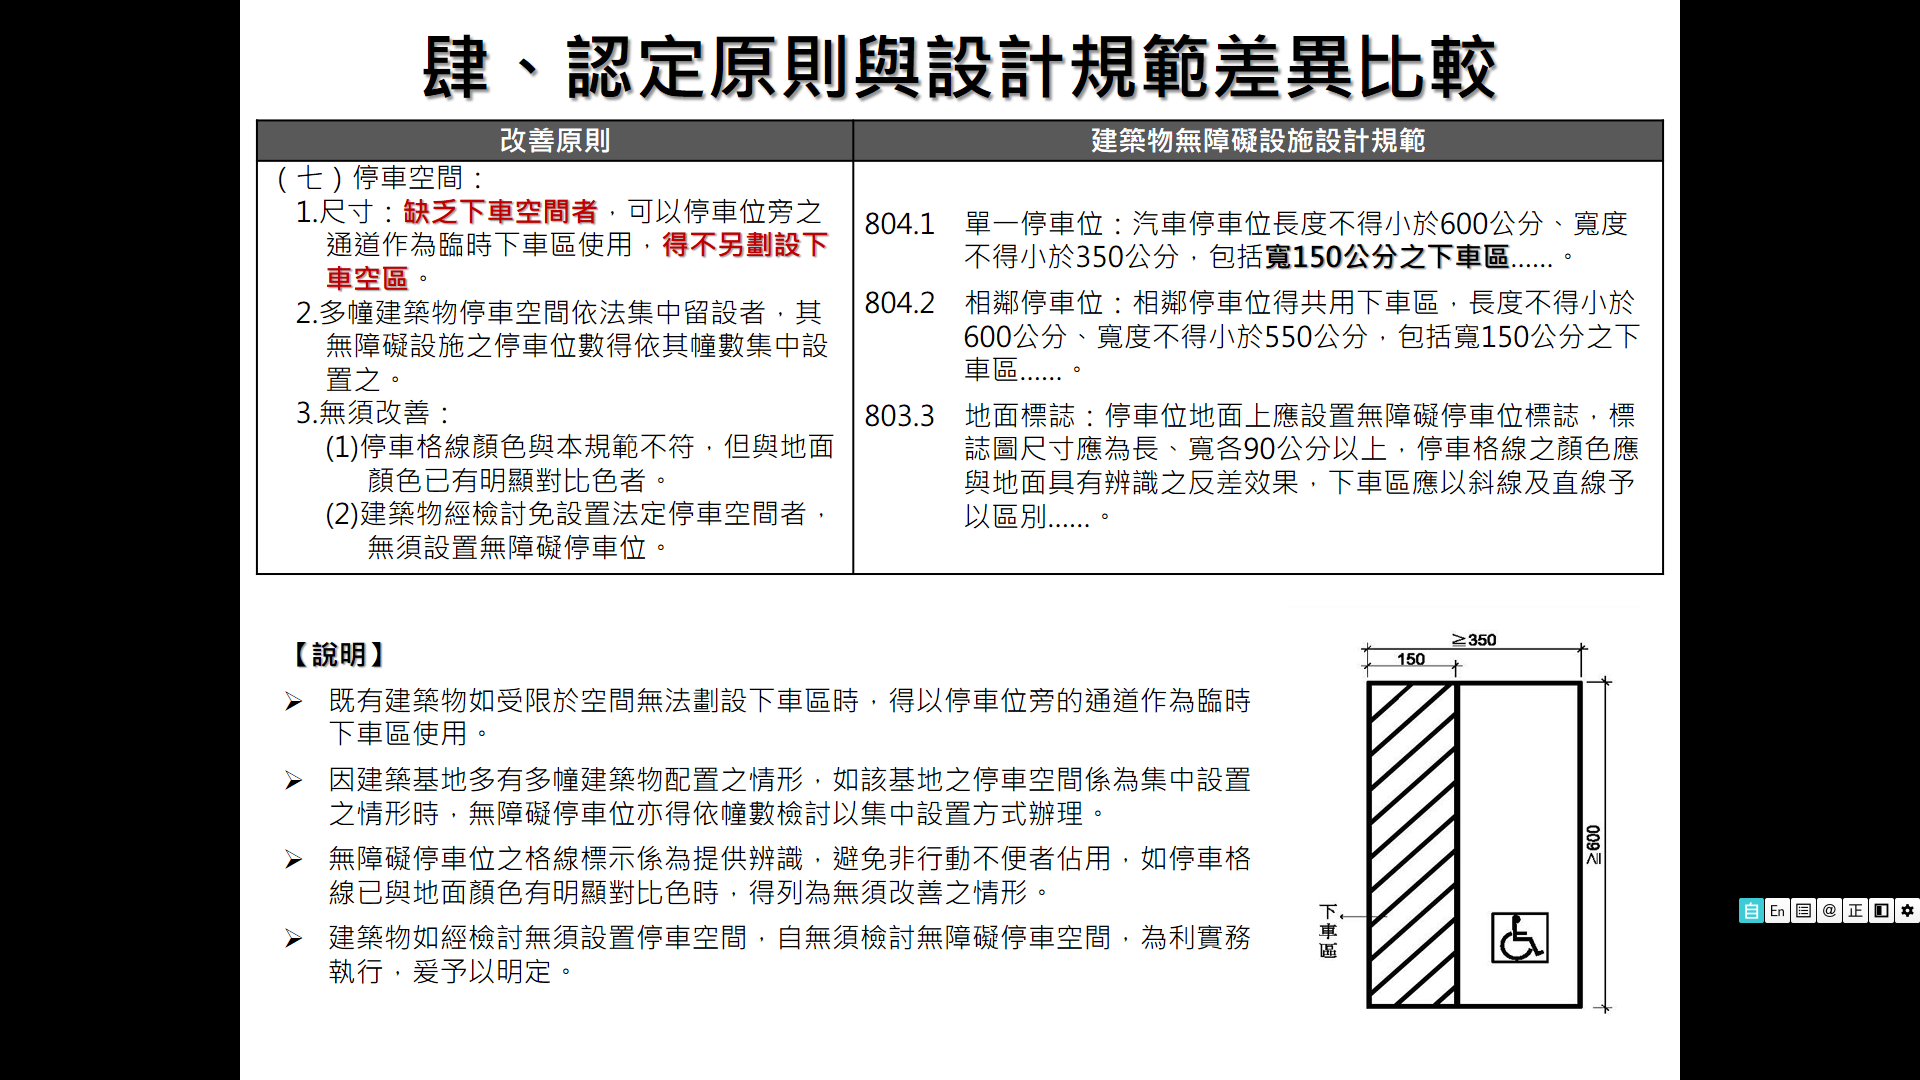 肆、認定原則與設計規範差異比較
改善原則
建築物無障礙設施設計規範
(七)停車空間：
1.尺寸：缺乏下車空間者，可以停車位旁之
通道作為臨時下車區使用，得不另劃設下
車空區。
2.多幢建築物停車空間依法集中留設者，其
無障礙設施之停車位數得依其幢數集中設
置之。
3.無須改善：
(1)停車格線顏色與本規範不符，但與地面
顏色已有明顯對比色者。
(2)建築物經檢討免設置法定停車空間者，
無須設置無障礙停車位。
804.1 單一停車位：汽車停車位長度不得小於600公分、寬度
不得小於350公分，包括寬150公分之下車區……。
804.2 相鄰停車位：相鄰停車位得共用下車區，長度不得小於
600公分、寬度不得小於550公分，包括寬150公分之下
車區……。
803.3 地面標誌：停車位地面上應設置無障礙停車位標誌，標
誌圖尺寸應為長、寬各90公分以上，停車格線之顏色應
與地面具有辨識之反差效果，下車區應以斜線及直線予
以區別……。
【說明】
➢ 既有建築物如受限於空間無法劃設下車區時，得以停車位旁的通道作為臨時
下車區使用。
➢ 因建築基地多有多幢建築物配置之情形，如該基地之停車空間係為集中設置
之情形時，無障礙停車位亦得依幢數檢討以集中設置方式辦理。
➢ 無障礙停車位之格線標示係為提供辨識，避免非行動不便者佔用，如停車格
線已與地面顏色有明顯對比色時，得列為無須改善之情形。
➢ 建築物如經檢討無須設置停車空間，自無須檢討無障礙停車空間，為利實務
執行，爰予以明定。
≧350
150
≧600
下車區
自 En @ 正